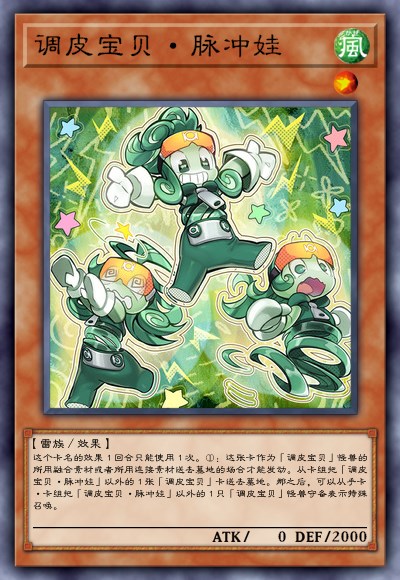 调皮宝贝·脉冲娃
風
【雷族/效果】
这个卡名的效果1回合只能使用1次。①:这张卡作为「调皮宝贝」怪兽的
所用融合素材或者所用连接素材送去墓地的场合才能发动。从卡组把「调皮
宝贝·脉冲娃」以外的1张「调皮宝贝」卡送去墓地。那之后,可以从手卡
·卡组把「调皮宝贝·脉冲娃」以外的1只「调皮宝贝」怪兽守备表示特殊
召唤。
ATK/ 0 DEF/2000